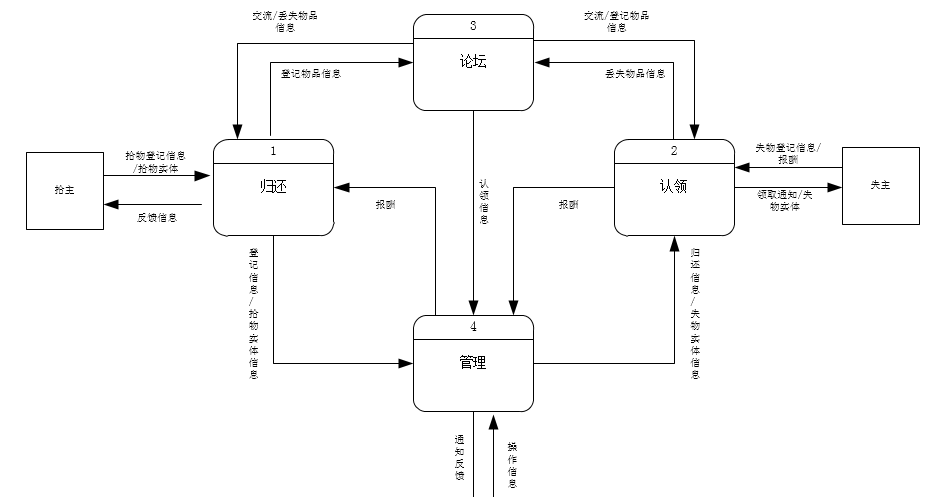 交流/丢失物品
信息
3
论坛
交流/登记物品
信息
登记物品信息
丢失物品信息
拾物登记信息
/拾物实体
1
归还
2
认领
失物登记信息/
报酬
拾主
失主
反馈信息
报酬
认领信息
报酬
领取通知/失
物实体
登记信息/拾物实体信息
归还信息/失物实体信息
4
管理
通知反馈
操作信息